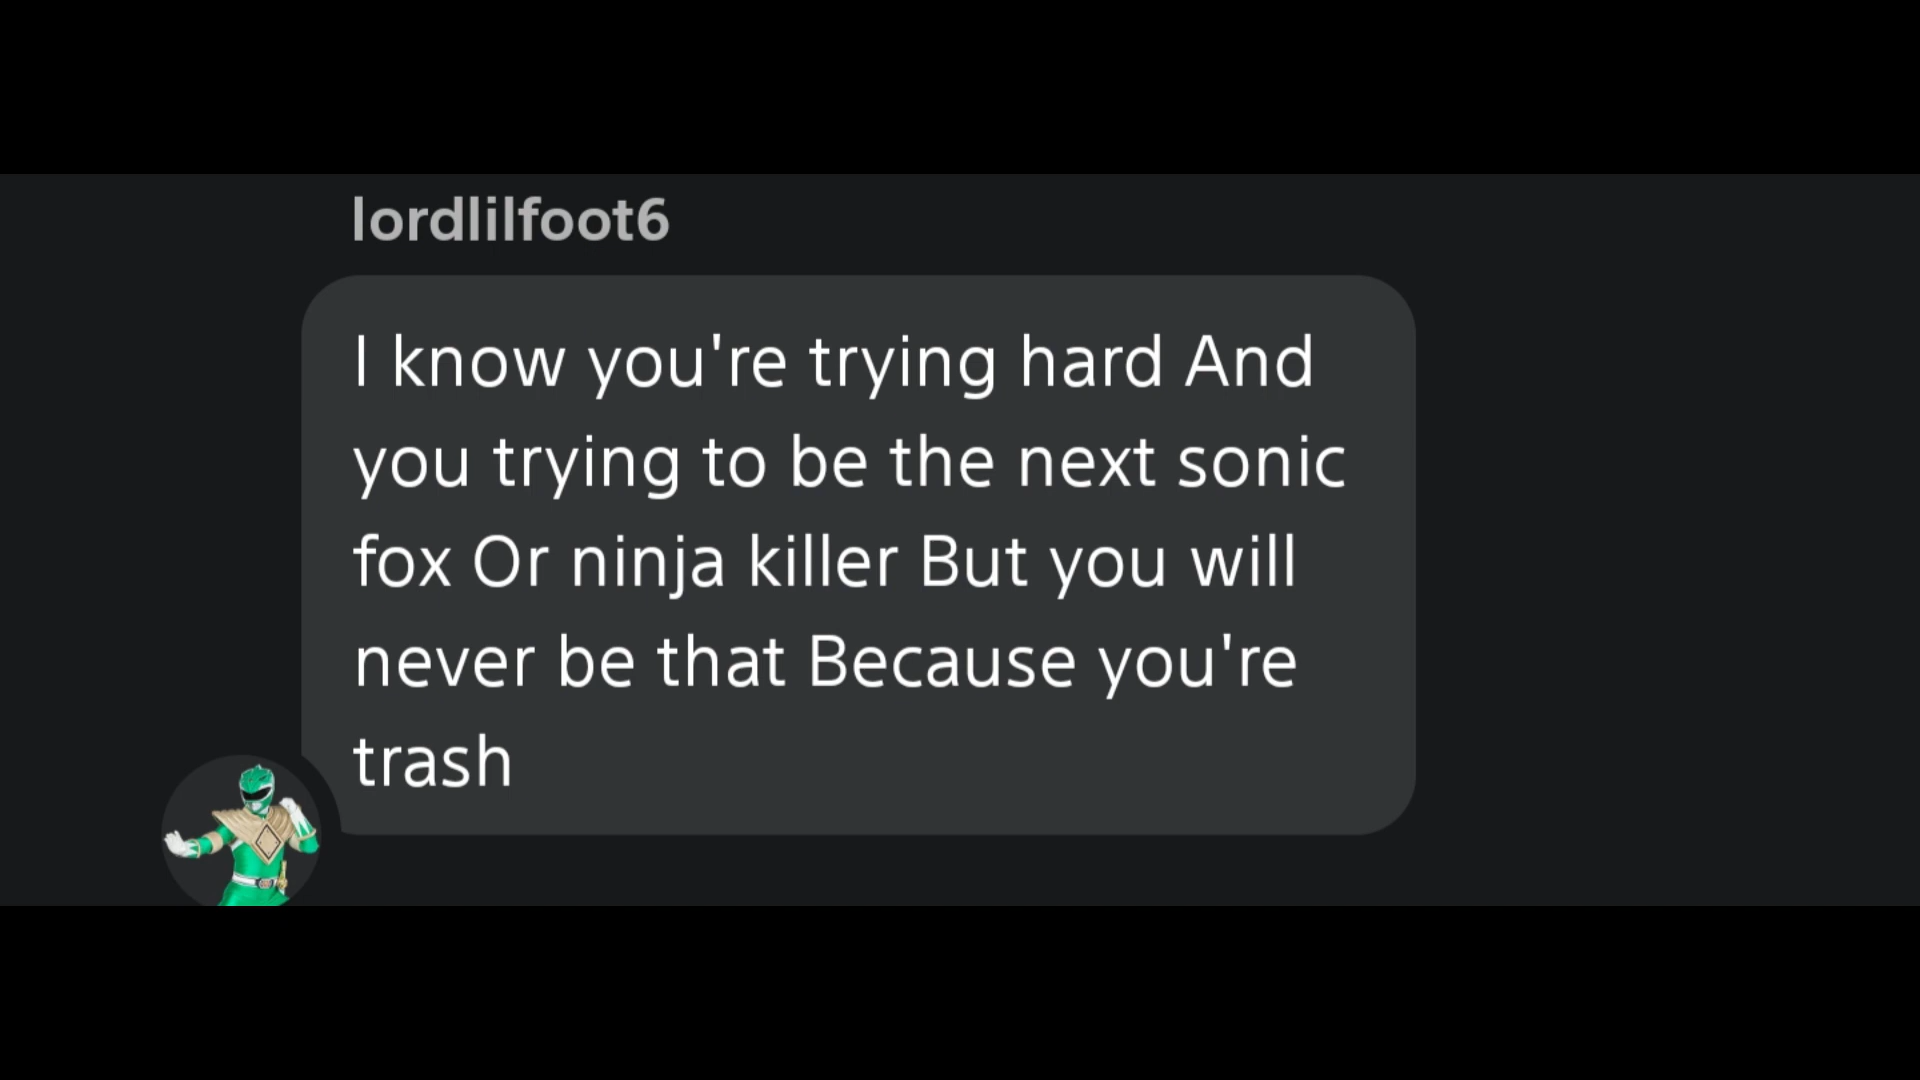 lordlilfoot6
I know you're trying hard And
you trying to be the next sonic
fox Or ninja killer But you will
never be that Because you're
trash